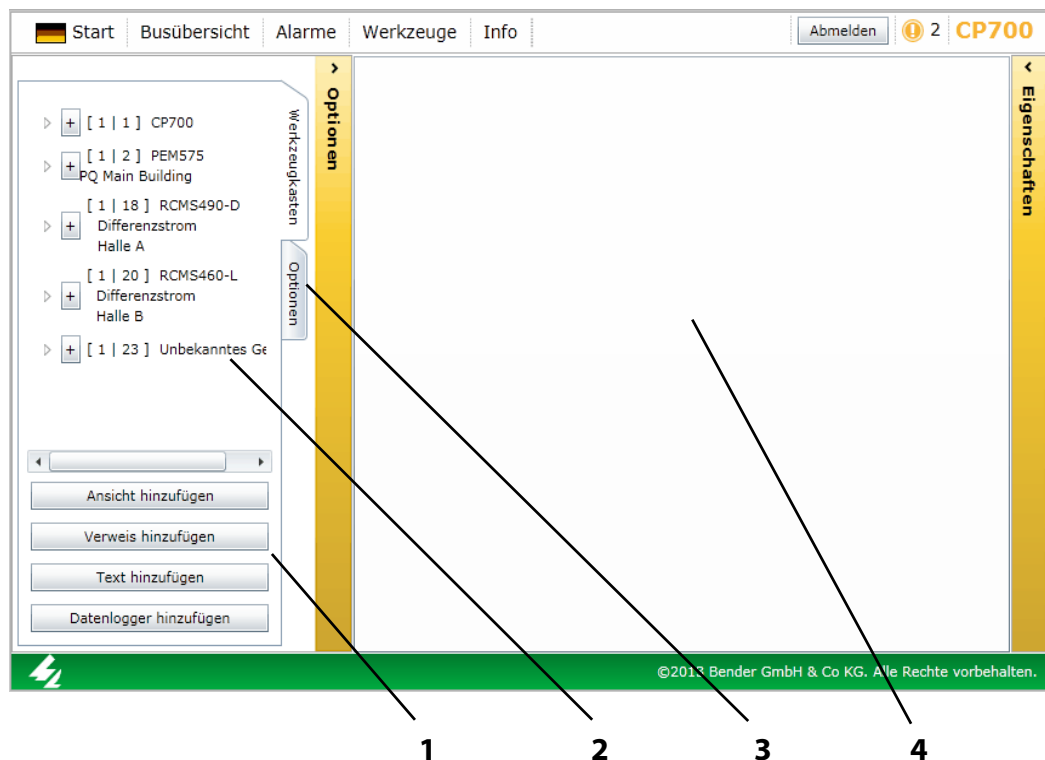 Start Busübersicht Alarme Werkzeuge Info Abmelden 2 CP700
Werkzeugkasten
Optionen
+ [ 1 | 1 ] CP700
+ [ 1 | 2 ] PEM575
PQ Main Building
[ 1 | 18 ] RCMS490-D
+ Differenzstrom
Halle A
[ 1 | 20 ] RCMS460-L
+ Differenzstrom
Halle B
+ [ 1 | 23 ] Unbekanntes Ge
Ansicht hinzufügen
Verweis hinzufügen
Text hinzufügen
Datenlogger hinzufügen
Optionen
Eigenschaften
©2013 Bender GmbH & Co KG. Alle Rechte vorbehalten.
1 2 3 4